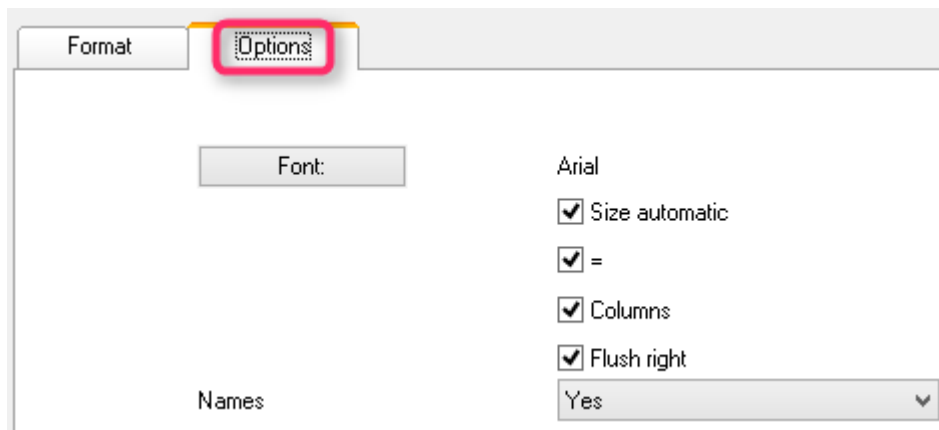 Format Options
Font: Arial
Size automatic
=
Columns
Flush right
Names Yes